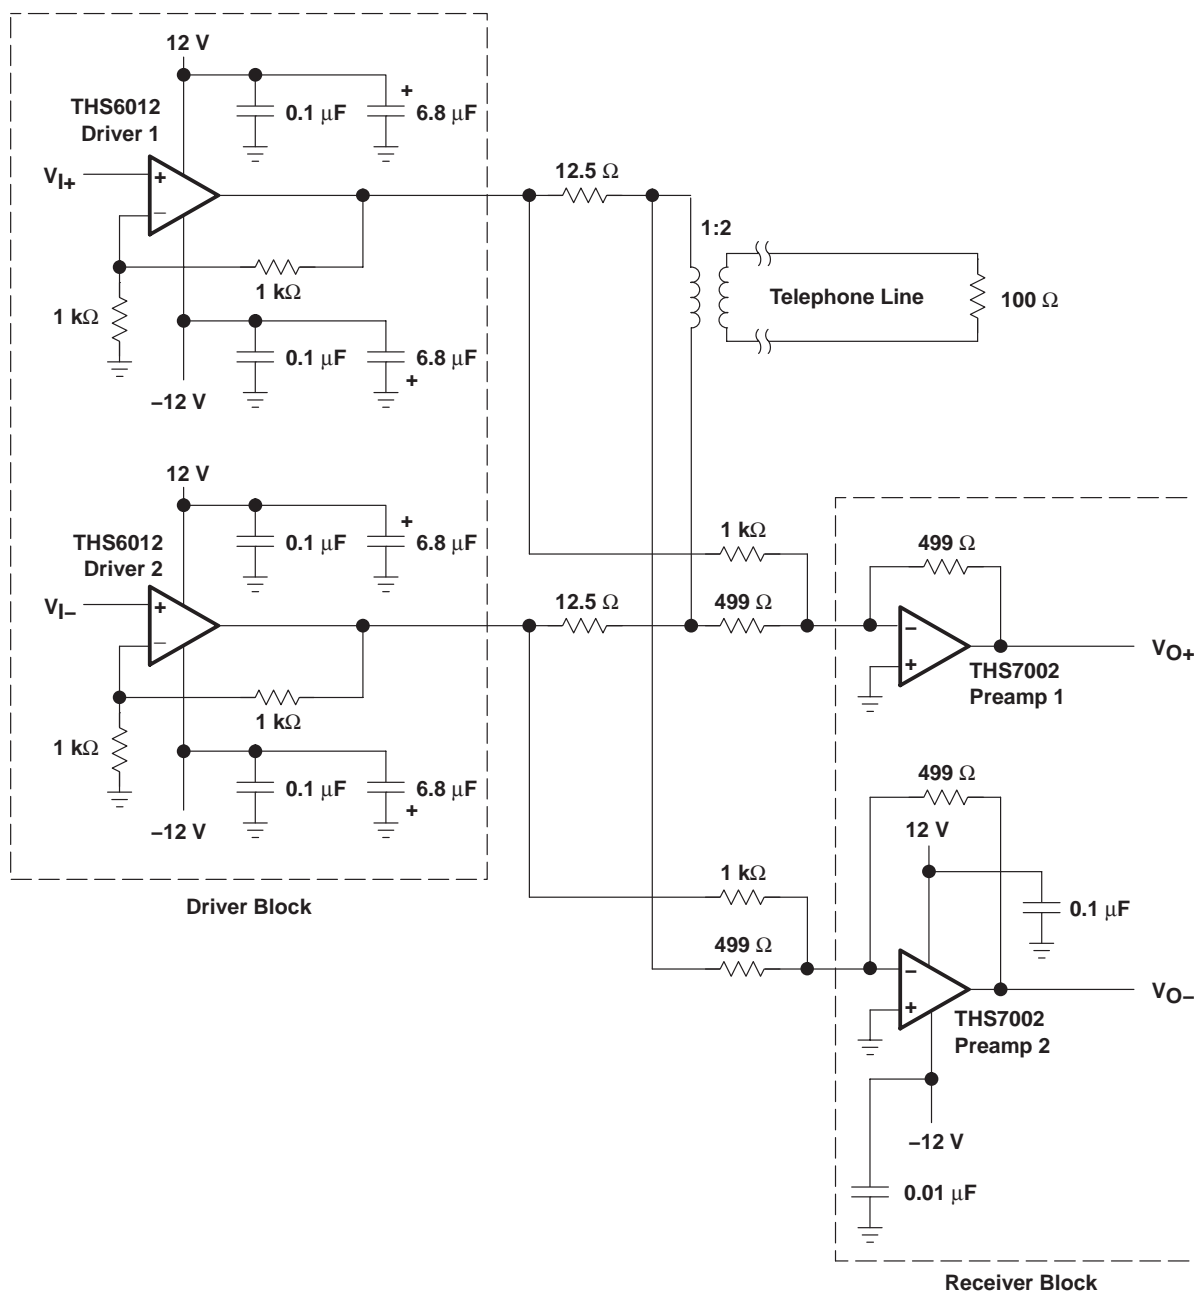 12 V
THS6012
Driver 1
0.1 μF
+
6.8 μF
VI+
+
−
12.5 Ω
1:2
1 kΩ
1 kΩ
Telephone Line
100 Ω
0.1 μF
6.8 μF
+
−12 V
12 V
THS6012
Driver 2
0.1 μF
+
6.8 μF
VI−
+
−
12.5 Ω
1 kΩ
499 Ω
499 Ω
−
+
VO+
THS7002
Preamp 1
1 kΩ
1 kΩ
0.1 μF
6.8 μF
+
−12 V
499 Ω
12 V
Driver Block
1 kΩ
0.1 μF
499 Ω
−
+
VO−
THS7002
Preamp 2
−12 V
0.01 μF
Receiver Block